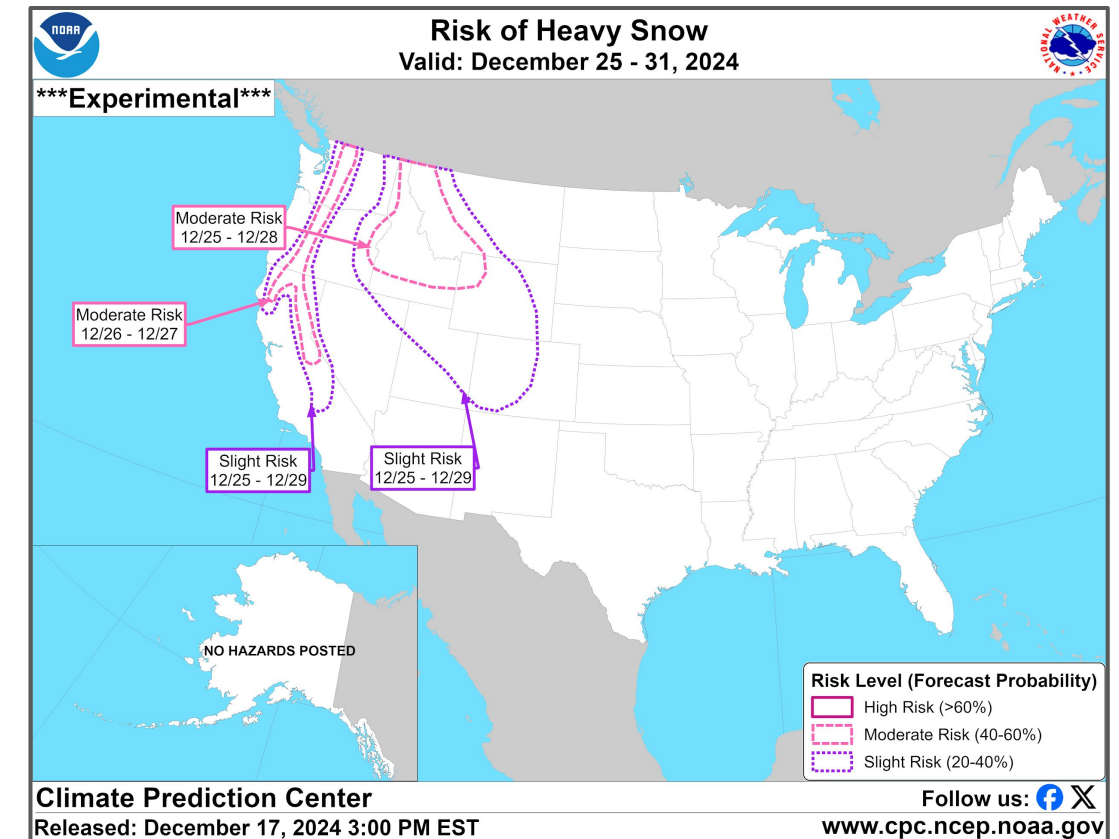 NOAA
Risk of Heavy Snow
Valid: December 25 - 31, 2024
NATIONAL WEATHER SERVICE
***Experimental***
Moderate Risk
12/25 - 12/28
Moderate Risk
12/26 - 12/27
Slight Risk
12/25 - 12/29
Slight Risk
12/25 - 12/29
NO HAZARDS POSTED
Risk Level (Forecast Probability)
High Risk (>60%)
Moderate Risk (40-60%)
Slight Risk (20-40%)
Climate Prediction Center
Follow us:
Released: December 17, 2024 3:00 PM EST
www.cpc.ncep.noaa.gov